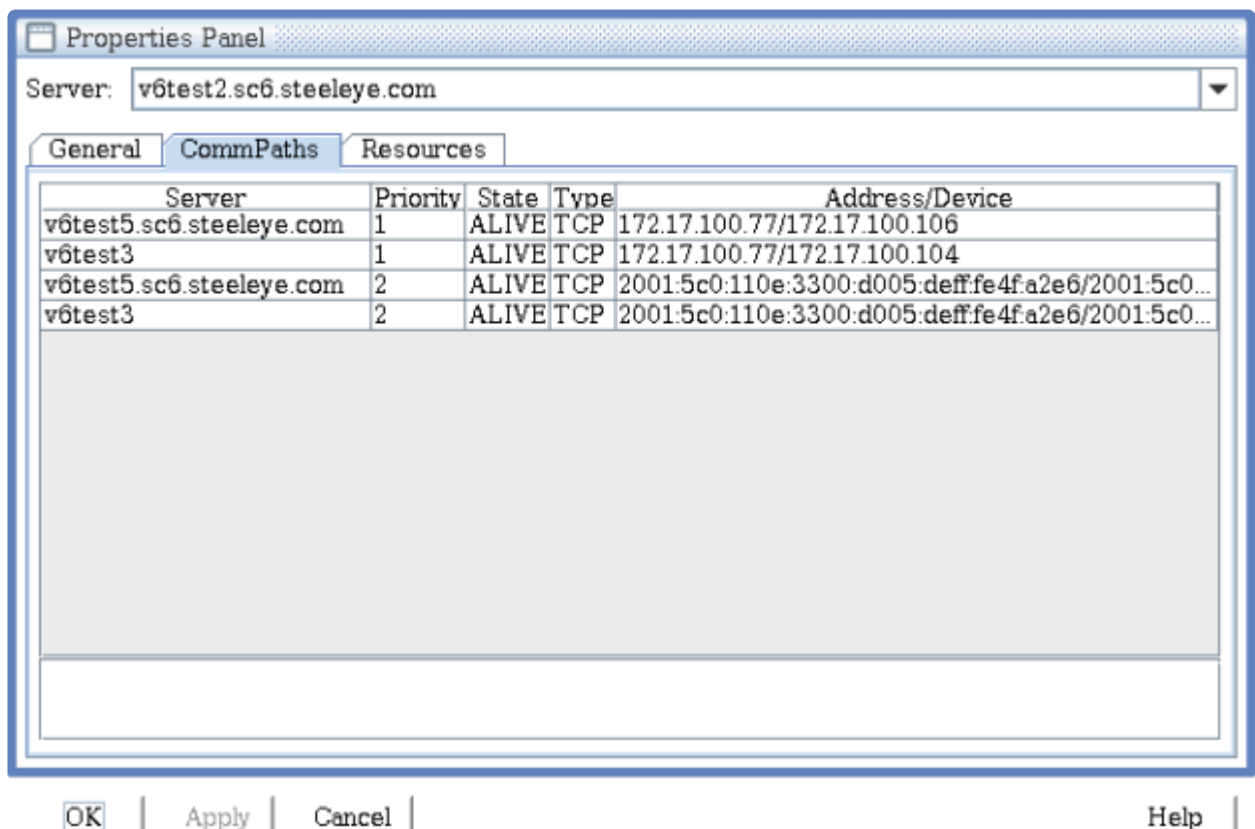 Properties Panel
Server: v6test2.sc6.steeleye.com
General CommPaths Resources
Server Priority State Type Address/Device
v6test5.sc6.steeleye.com 1 ALIVE TCP 172.17.100.77/172.17.100.106
v6test3 1 ALIVE TCP 172.17.100.77/172.17.100.104
v6test5.sc6.steeleye.com 2 ALIVE TCP 2001:5c0:110e:3300:d005:deff:fe4f:a2e6/2001:5c0...
v6test3 2 ALIVE TCP 2001:5c0:110e:3300:d005:deff:fe4f:a2e6/2001:5c0...
OK Apply Cancel Help